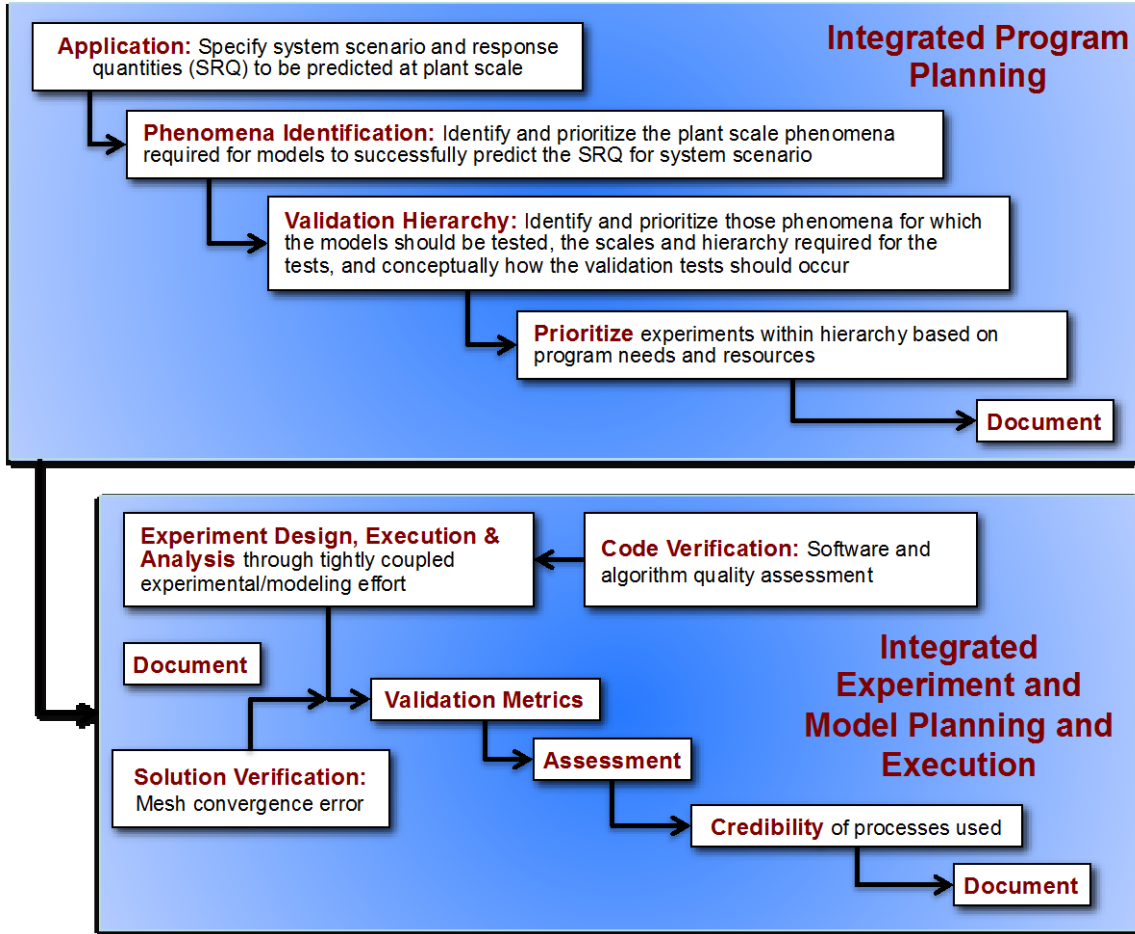 Integrated Program
Planning
Application: Specify system scenario and response
quantities (SRQ) to be predicted at plant scale
Phenomena Identification: Identify and prioritize the plant scale phenomena
required for models to successfully predict the SRQ for system scenario
Validation Hierarchy: Identify and prioritize those phenomena for which
the models should be tested, the scales and hierarchy required for the
tests, and conceptually how the validation tests should occur
Prioritize experiments within hierarchy based on
program needs and resources
Document
Experiment Design, Execution &
Analysis through tightly coupled
experimental/modeling effort
Code Verification: Software and
algorithm quality assessment
Document
Integrated
Experiment and
Model Planning and
Execution
Validation Metrics
Solution Verification:
Mesh convergence error
Assessment
Credibility of processes used
Document